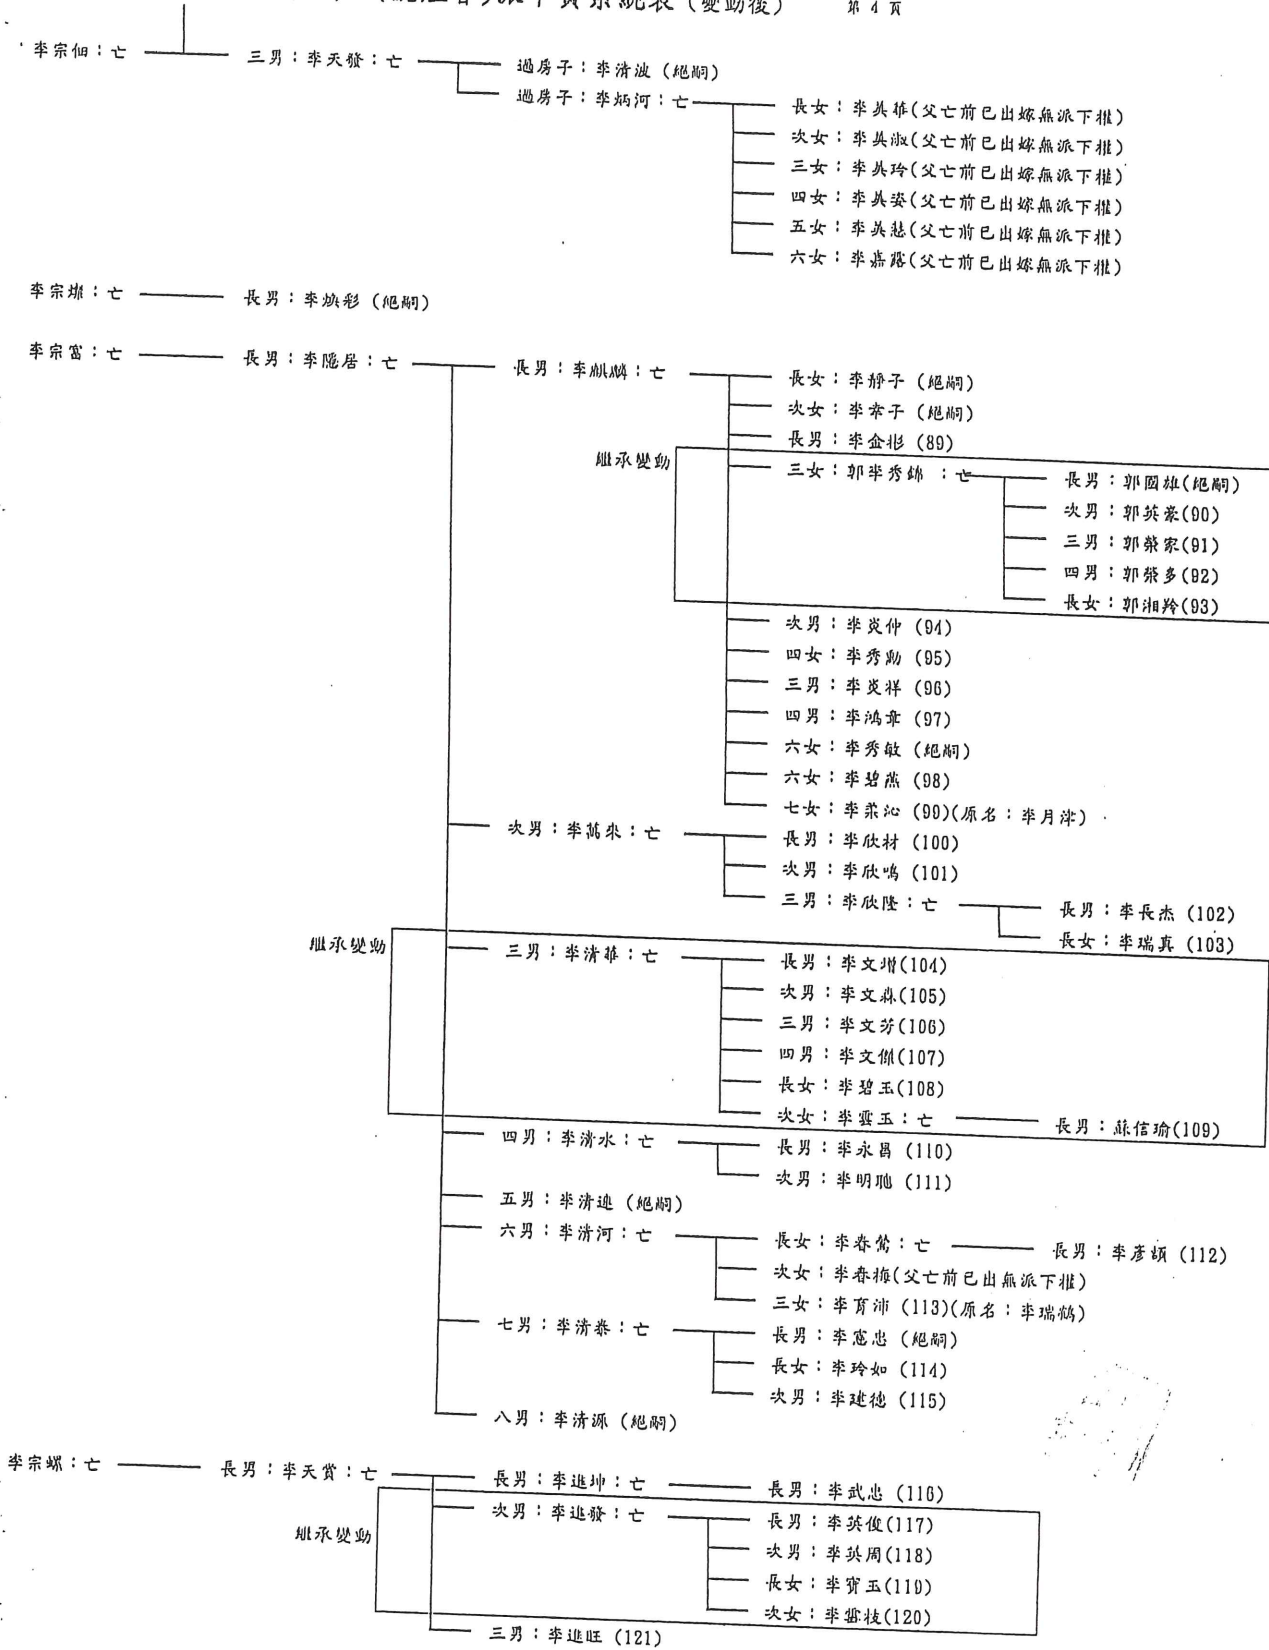 派下員系統表（變動後） 第 4 頁
李宗佃：亡 三男：李天發：亡 過房子：李清波（絕嗣）
過房子：李炳河：亡 長女：李英華(父亡前已出嫁無派下權)
次女：李英淑(父亡前已出嫁無派下權)
三女：李英玲(父亡前已出嫁無派下權)
四女：李英姿(父亡前已出嫁無派下權)
五女：李英慧(父亡前已出嫁無派下權)
六女：李嘉露(父亡前已出嫁無派下權)
李宗 ：亡 長男：李煥彩（絕嗣）
李宗富：亡 長男：李隱居：亡 長男：李麒麟：亡 長女：李靜子（絕嗣）
次女：李幸子（絕嗣）
長男：李金彬（89）
繼承變動 三女：郭李秀錦：亡 長男：郭國雄(絕嗣)
次男：郭英豪(90)
三男：郭榮家(91)
四男：郭榮多(92)
長女：郭湘羚(93)
次男：李炎仲（94）
四女：李秀勤（95）
三男：李炎祥（96）
四男：李鴻章（97）
六女：李秀敏（絕嗣）
六女：李碧燕（98）
七女：李柔沁（99）(原名：李月津）
次男：李萬來：亡 長男：李欣材（100）
次男：李欣鳴（101）
三男：李欣隆：亡 長男：李長杰（102）
長女：李瑞真（103）
繼承變動 三男：李清華：亡 長男：李文增(104)
次男：李文森(105)
三男：李文芳(106)
四男：李文傑(107)
長女：李碧玉(108)
次女：李雲玉：亡 長男：蘇信瑜(109)
四男：李清水：亡 長男：李永昌（110）
次男：李明聰（111）
五男：李清連（絕嗣）
六男：李清河：亡 長女：李春鶯：亡 長男：李彥頡（112）
次女：李春梅(父亡前已出無派下權）
三女：李育沛（113）(原名：李瑞鶴）
七男：李清泰：亡 長男：李憲忠（絕嗣）
長女：李玲如（114）
次男：李建德（115）
八男：李清源（絕嗣）
李宗螺：亡 長男：李天賞：亡 長男：李進坤：亡 長男：李武忠（116）
繼承變動 次男：李進發：亡 長男：李英俊(117)
次男：李英周(118)
長女：李寶玉(119)
次女：李 枝(120)
三男：李進旺（121）